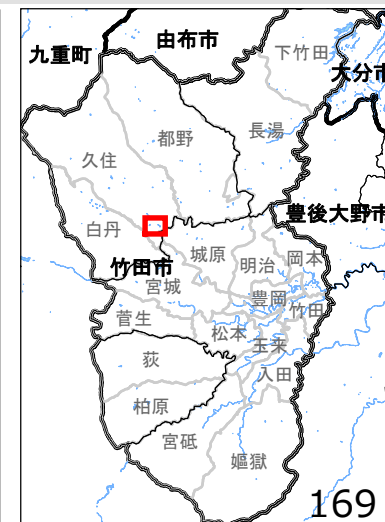 由布市
九重町
下竹田
大分市
都野
長湯
久住
豊後大野市
白丹
城原
岡本
明治
竹田市
宮城
豊岡
竹田
菅生
松本
玉来
荻
入田
柏原
宮砥
嫗獄
169